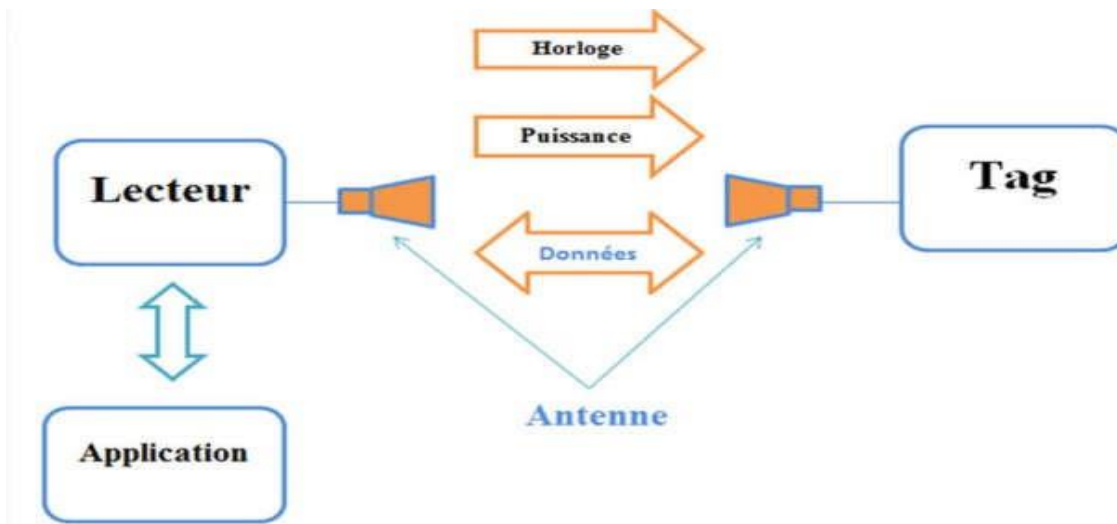 Horloge
Puissance
Lecteur
Tag
Données
Antenne
Application